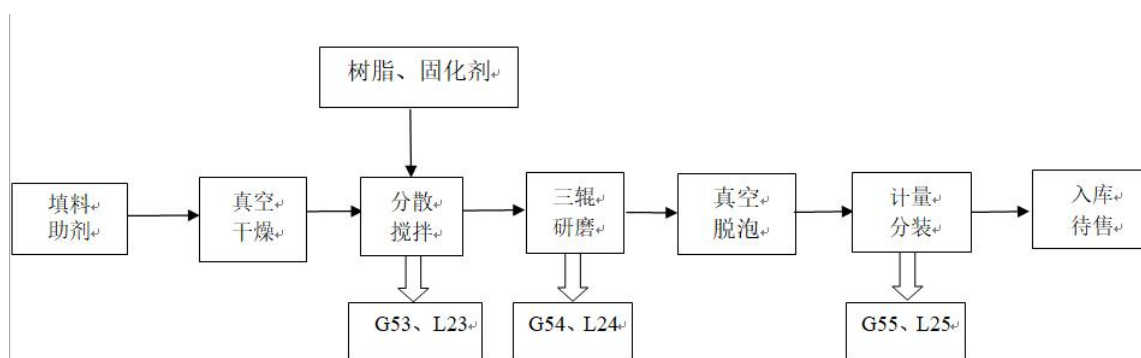 树脂、固化剂
填料
助剂
真空
干燥
分散
搅拌
三辊
研磨
真空
脱泡
计量
分装
入库
待售
G53、L23
G54、L24
G55、L25